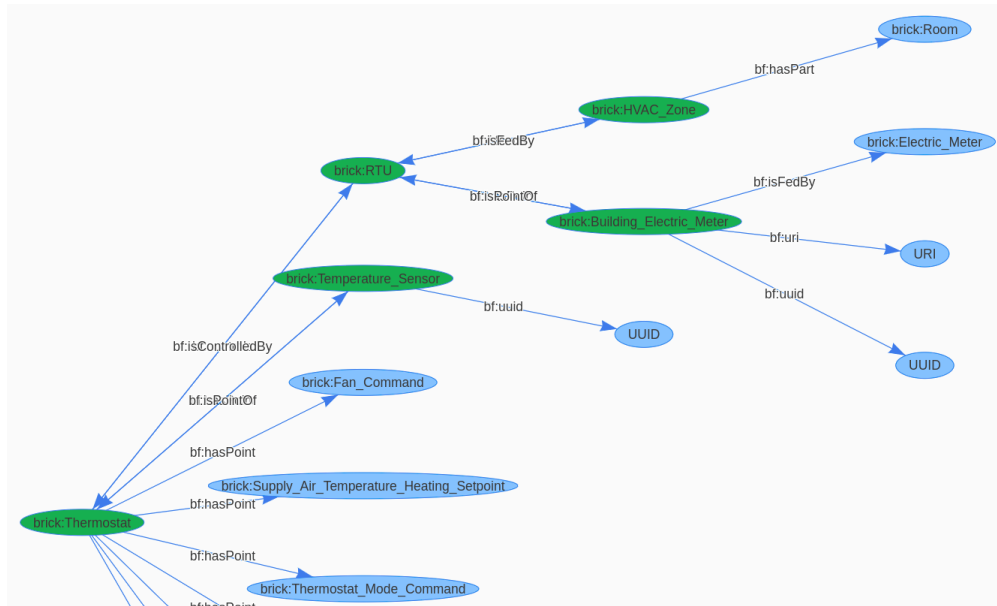 brick:Room
bf:hasPart
brick:HVAC_Zone
bf:isFedBy
brick:Electric_Meter
brick:RTU
bf:isFedBy
bf:isPointOf
brick:Building_Electric_Meter
bf:uri
URI
brick:Temperature_Sensor
bf:uuid
bf:uuid
UUID
bf:isControlledBy
UUID
brick:Fan_Command
bf:isPointOf
bf:hasPoint
brick:Supply_Air_Temperature_Heating_Setpoint
bf:hasPoint
brick:Thermostat
bf:hasPoint
brick:Thermostat_Mode_Command
bf:hasPoint